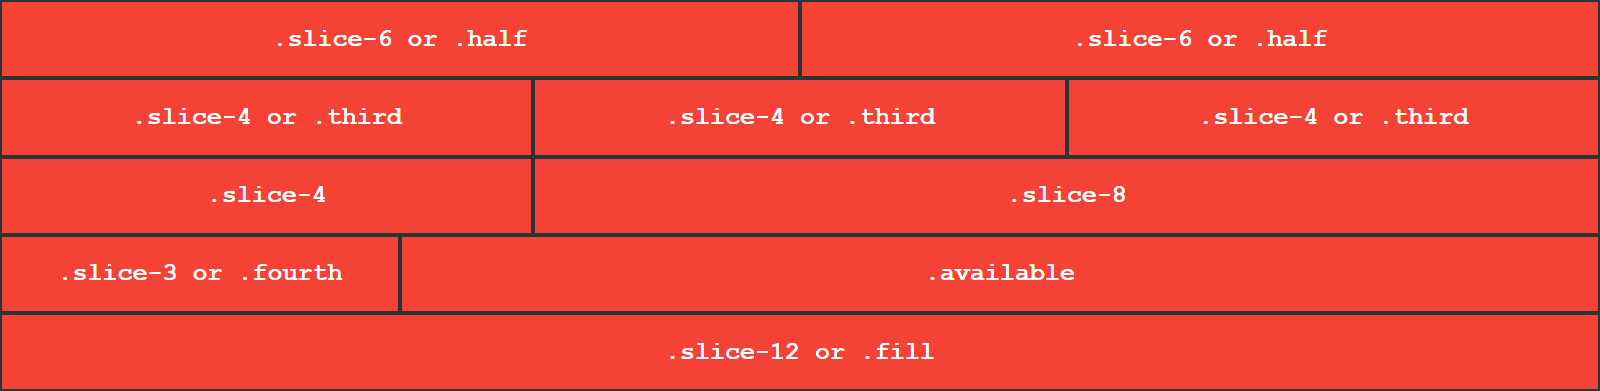 .slice-6 or .half .slice-6 or .half
.slice-4 or .third .slice-4 or .third .slice-4 or .third
.slice-4 .slice-8
.slice-3 or .fourth .available
.slice-12 or .fill